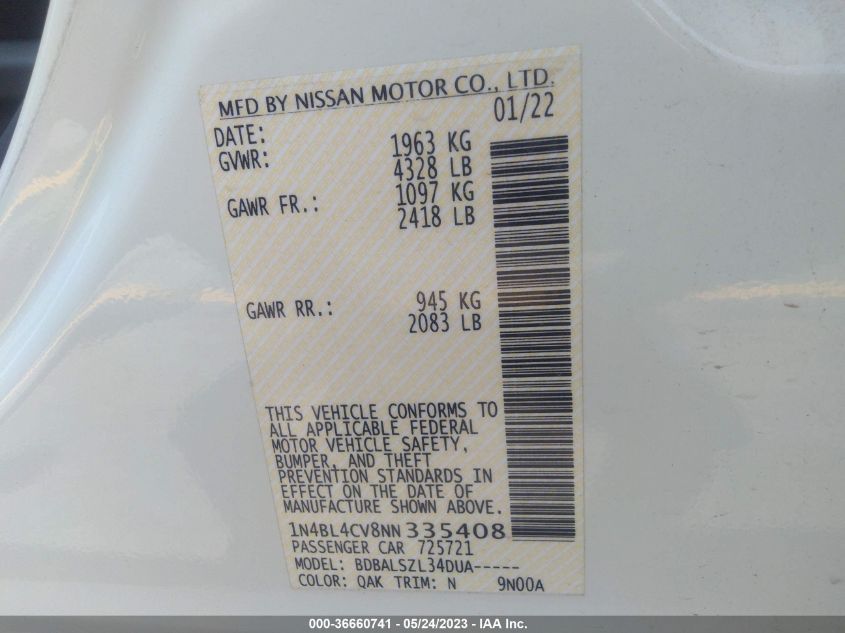 MFD BY NISSAN MOTOR CO., LTD.
DATE: 01/22
GVWR: 1963 KG
4328 LB
GAWR FR.: 1097 KG
2418 LB
GAWR RR.: 945 KG
2083 LB
THIS VEHICLE CONFORMS TO
ALL APPLICABLE FEDERAL
MOTOR VEHICLE SAFETY,
BUMPER, AND THEFT
PREVENTION STANDARDS IN
EFFECT ON THE DATE OF
MANUFACTURE SHOWN ABOVE.
1N4BL4CV8NN335408
PASSENGER CAR 725721
MODEL: BDBALSZL34DUA-----
COLOR: QAK TRIM: N 9N00A
000-36660741 - 05/24/2023 - IAA Inc.